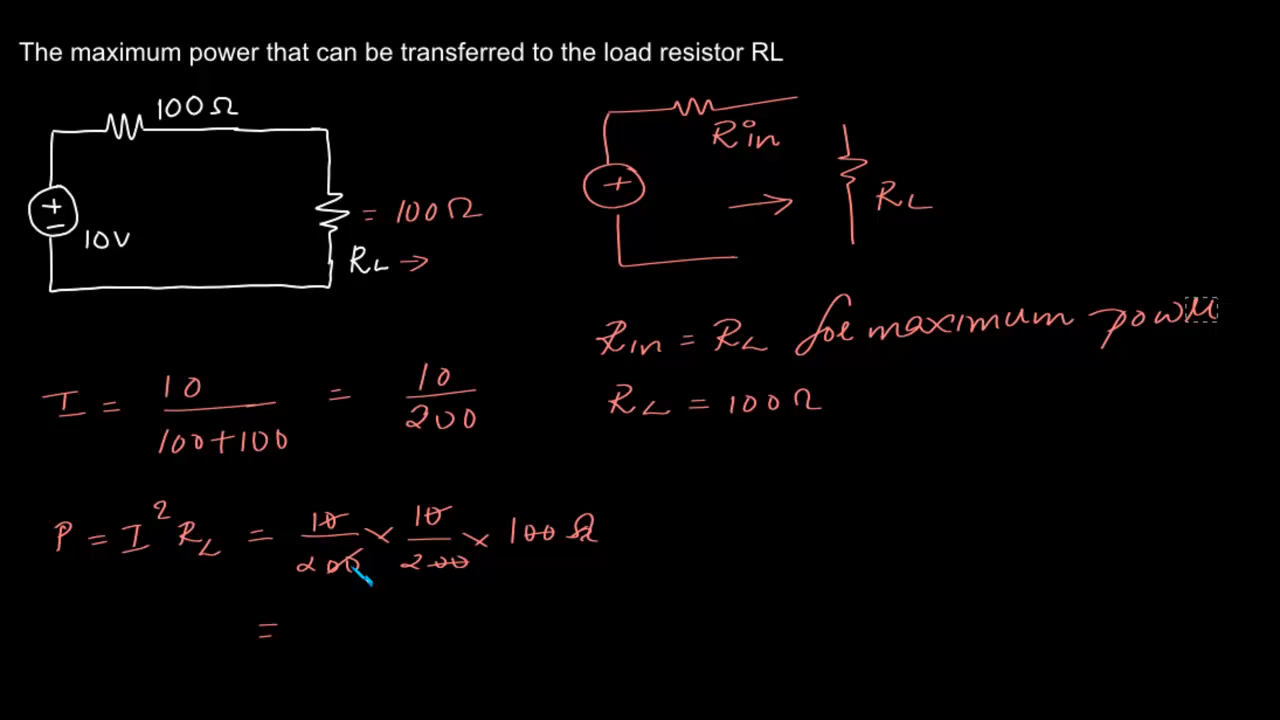 The maximum power that can be transferred to the load resistor RL
100Ω
+
−
10V
= 100Ω
RL →
Rin
+
→
RL
Rin = RL for maximum power
RL = 100Ω
I = 10 / 100+100 = 10 / 200
P = I² RL = 10 / 200 × 10 / 200 × 100Ω
=